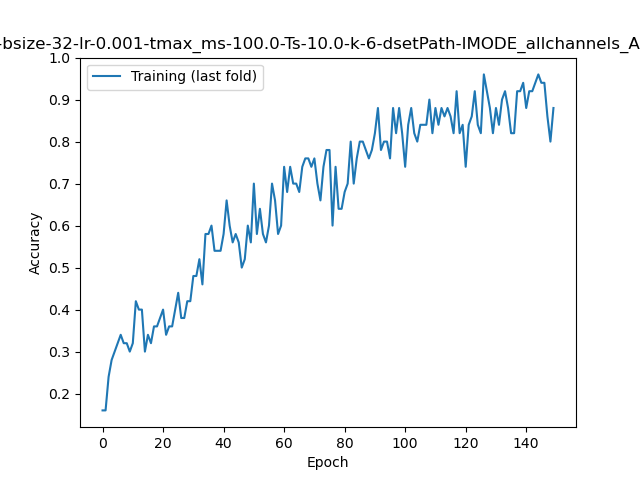 -bsize-32-lr-0.001-tmax_ms-100.0-Ts-10.0-k-6-dsetPath-IMODE_allchannels_A
Training (last fold)
Accuracy
1.0
0.9
0.8
0.7
0.6
0.5
0.4
0.3
0.2
0 20 40 60 80 100 120 140
Epoch